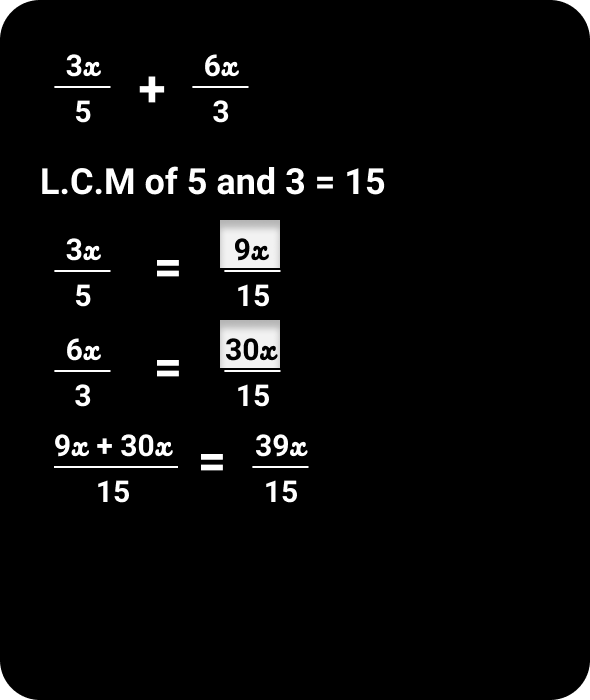 3x/5 + 6x/3
L.C.M of 5 and 3 = 15
3x/5 = 9x/15
6x/3 = 30x/15
9x + 30x/15 = 39x/15